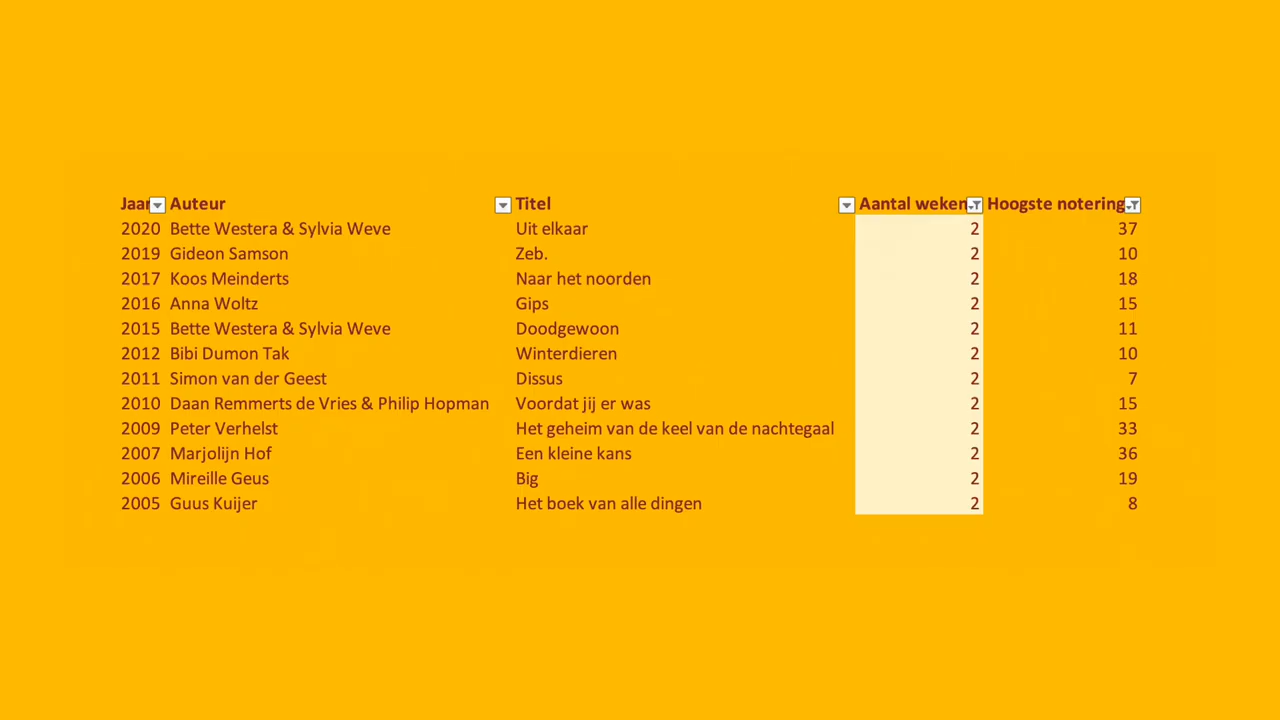 Jaar Auteur Titel Aantal weken Hoogste notering
2020 Bette Westera & Sylvia Weve Uit elkaar 2 37
2019 Gideon Samson Zeb. 2 10
2017 Koos Meinderts Naar het noorden 2 18
2016 Anna Woltz Gips 2 15
2015 Bette Westera & Sylvia Weve Doodgewoon 2 11
2012 Bibi Dumon Tak Winterdieren 2 10
2011 Simon van der Geest Dissus 2 7
2010 Daan Remmerts de Vries & Philip Hopman Voordat jij er was 2 15
2009 Peter Verhelst Het geheim van de keel van de nachtegaal 2 33
2007 Marjolijn Hof Een kleine kans 2 36
2006 Mireille Geus Big 2 19
2005 Guus Kuijer Het boek van alle dingen 2 8